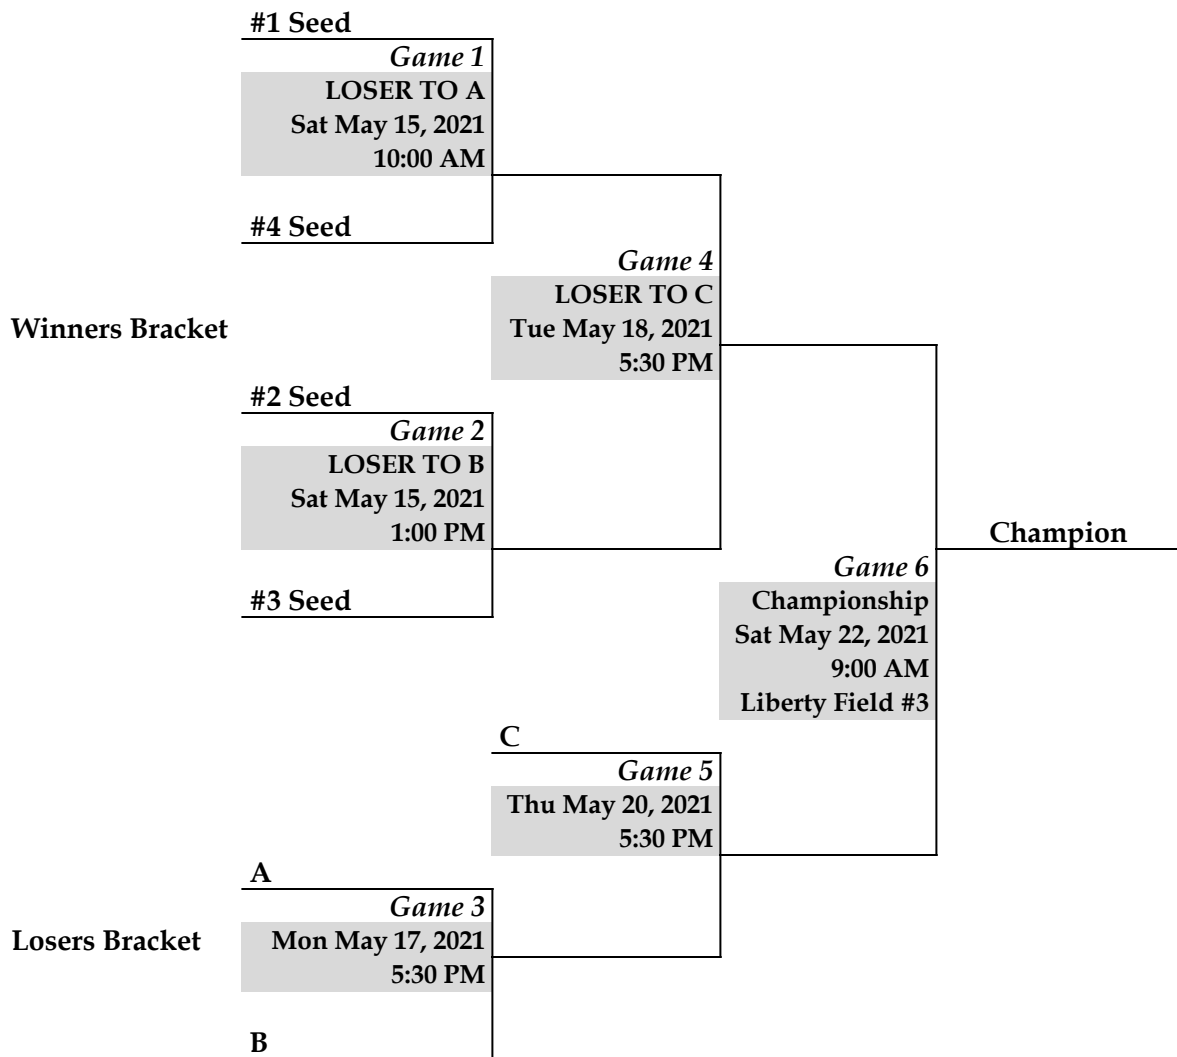 #1 Seed
Game 1
LOSER TO A
Sat May 15, 2021
10:00 AM
#4 Seed
Game 4
LOSER TO C
Winners Bracket
Tue May 18, 2021
5:30 PM
#2 Seed
Game 2
LOSER TO B
Sat May 15, 2021
1:00 PM
Champion
Game 6
#3 Seed
Championship
Sat May 22, 2021
9:00 AM
Liberty Field #3
C
Game 5
Thu May 20, 2021
5:30 PM
A
Game 3
Losers Bracket
Mon May 17, 2021
5:30 PM
B